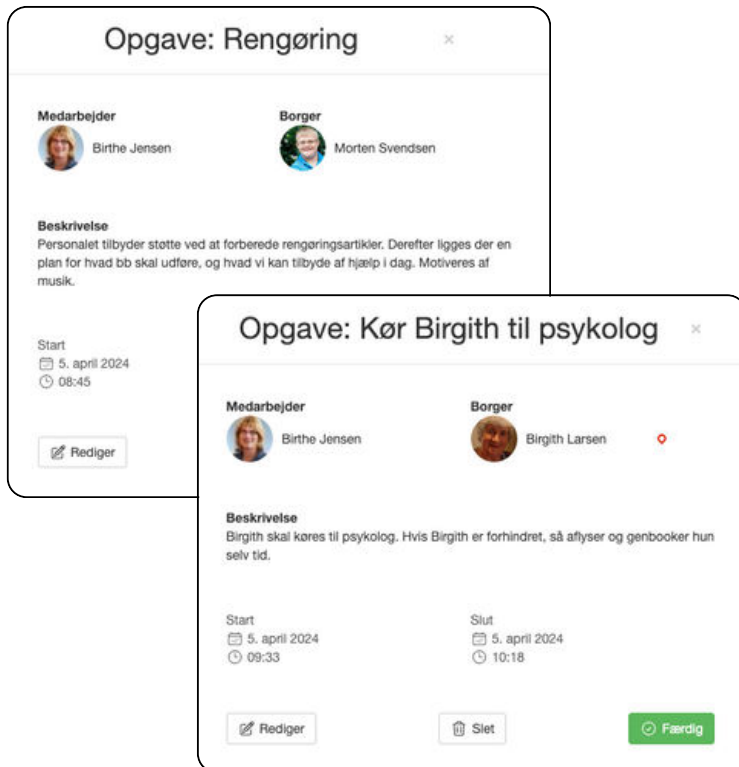 Opgave: Rengøring
Medarbejder
Borger
Birthe Jensen
Morten Svendsen
Beskrivelse
Personalet tilbyder støtte ved at forberede rengøringsartikler. Derefter ligges der en
plan for hvad bb skal udføre, og hvad vi kan tilbyde af hjælp i dag. Motiveres af
musik.
Start
5. april 2024
08:45
Rediger
Opgave: Kør Birgith til psykolog
Medarbejder
Borger
Birthe Jensen
Birgith Larsen
Beskrivelse
Birgith skal køres til psykolog. Hvis Birgith er forhindret, så aflyser og genbooker hun
selv tid.
Start
Slut
5. april 2024
5. april 2024
09:33
10:18
Rediger
Slet
Færdig